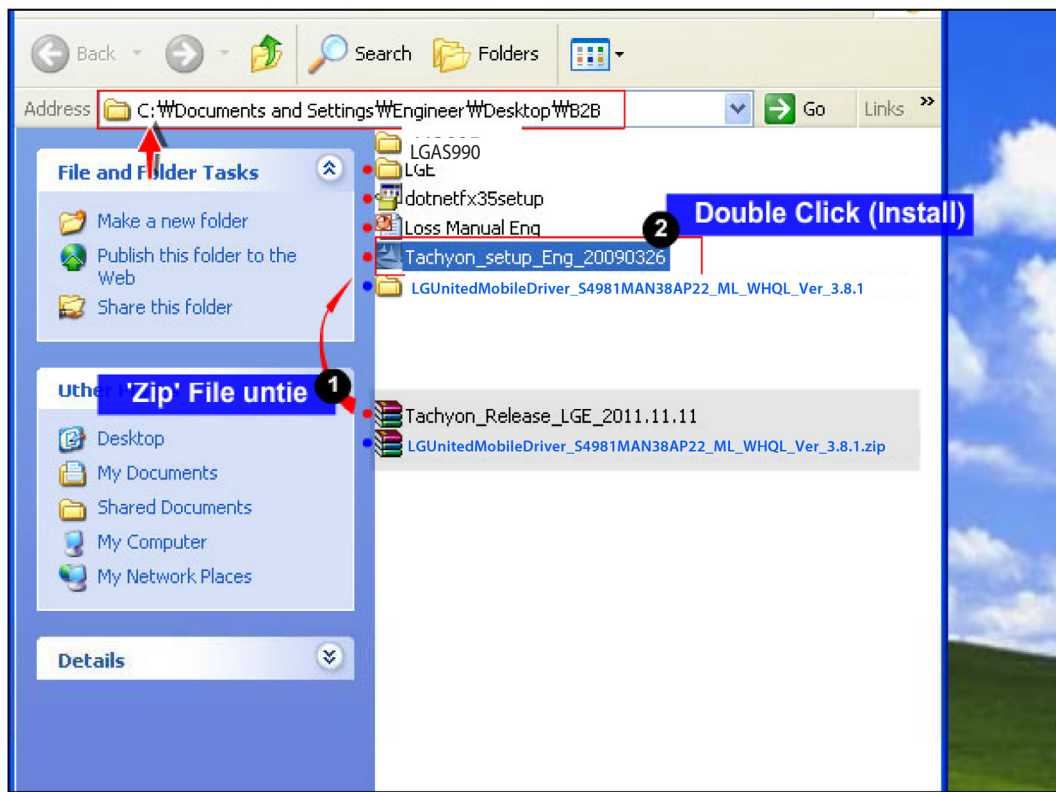 Back
Search
Folders
Address
C:₩Documents and Settings₩Engineer₩Desktop₩B2B
Go
Links »
File and Folder Tasks
Make a new folder
Publish this folder to the
Web
Share this folder
'Zip' File untie 1
Desktop
My Documents
Shared Documents
My Computer
My Network Places
Details
LGAS990
LGE
dotnetfx35setup
Loss Manual Eng
2 Double Click (Install)
Tachyon_setup_Eng_20090326
LGUnitedMobileDriver_S4981MAN38AP22_ML_WHQL_Ver_3.8.1
Tachyon_Release_LGE_2011.11.11
LGUnitedMobileDriver_S4981MAN38AP22_ML_WHQL_Ver_3.8.1.zip